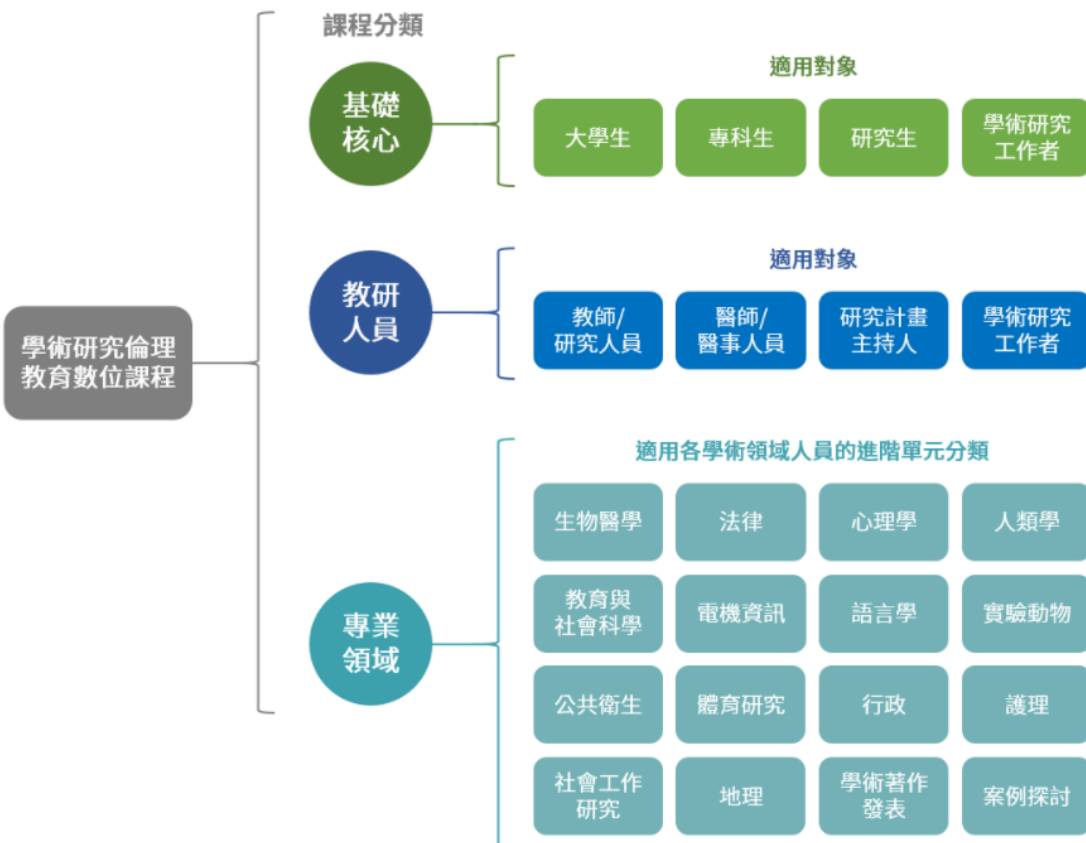 課程分類
學術研究倫理
教育數位課程
基礎
核心
適用對象
大學生
專科生
研究生
學術研究
工作者
教研
人員
適用對象
教師/
研究人員
醫師/
醫事人員
研究計畫
主持人
學術研究
工作者
專業
領域
適用各學術領域人員的進階單元分類
生物醫學
法律
心理學
人類學
教育與
社會科學
電機資訊
語言學
實驗動物
公共衛生
體育研究
行政
護理
社會工作
研究
地理
學術著作
發表
案例探討